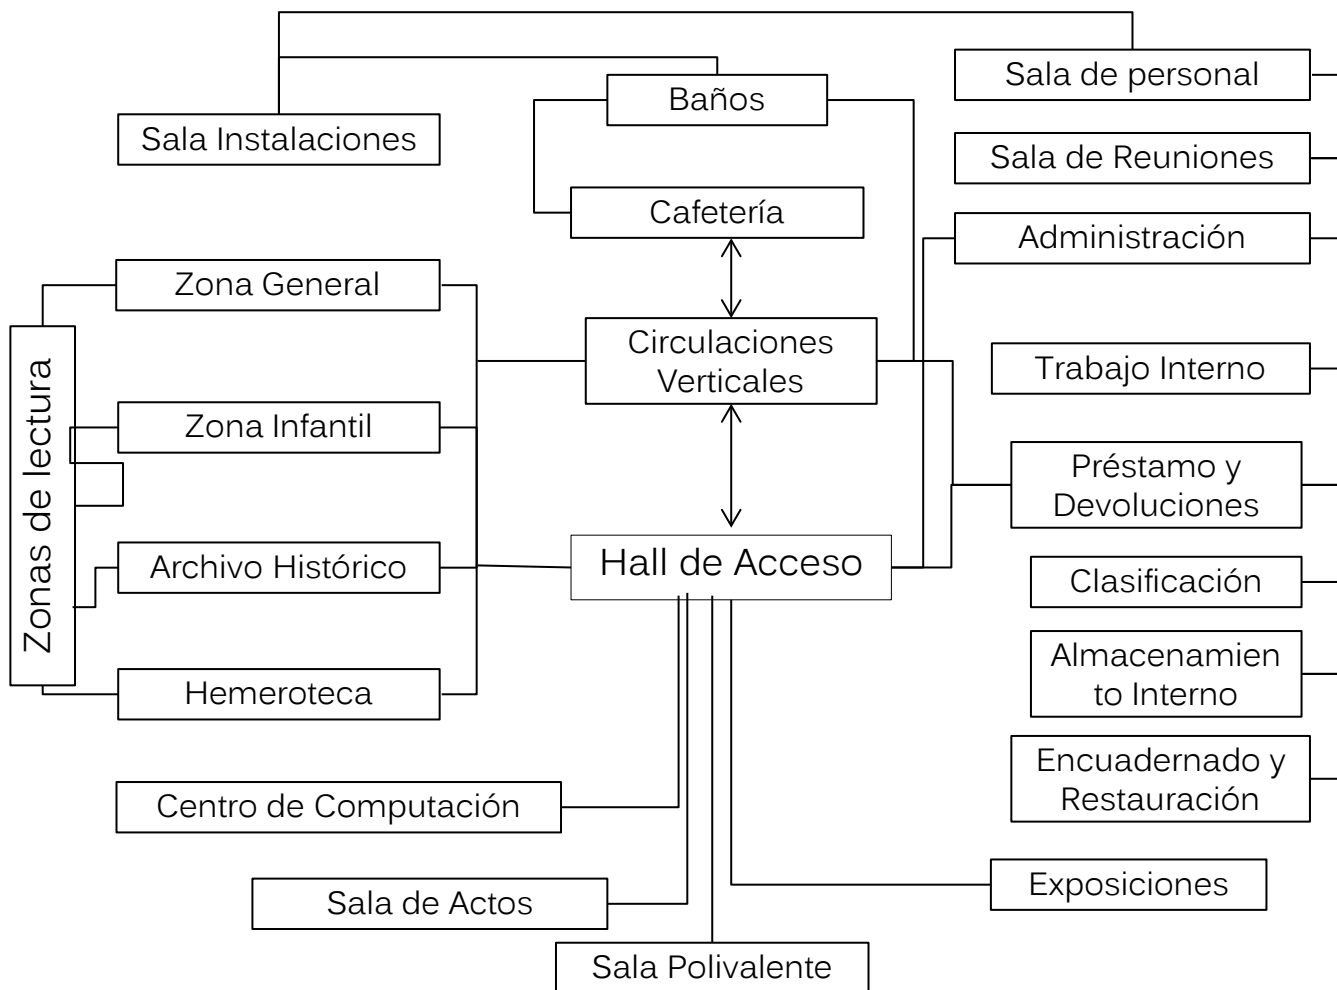 Sala de personal
Baños
Sala Instalaciones
Sala de Reuniones
Cafetería
Administración
Zona General
Circulaciones
Verticales
Trabajo Interno
Zonas de lectura
Zona Infantil
Préstamo y
Devoluciones
Archivo Histórico
Hall de Acceso
Clasificación
Almacenamien
to Interno
Hemeroteca
Encuadernado y
Restauración
Centro de Computación
Exposiciones
Sala de Actos
Sala Polivalente